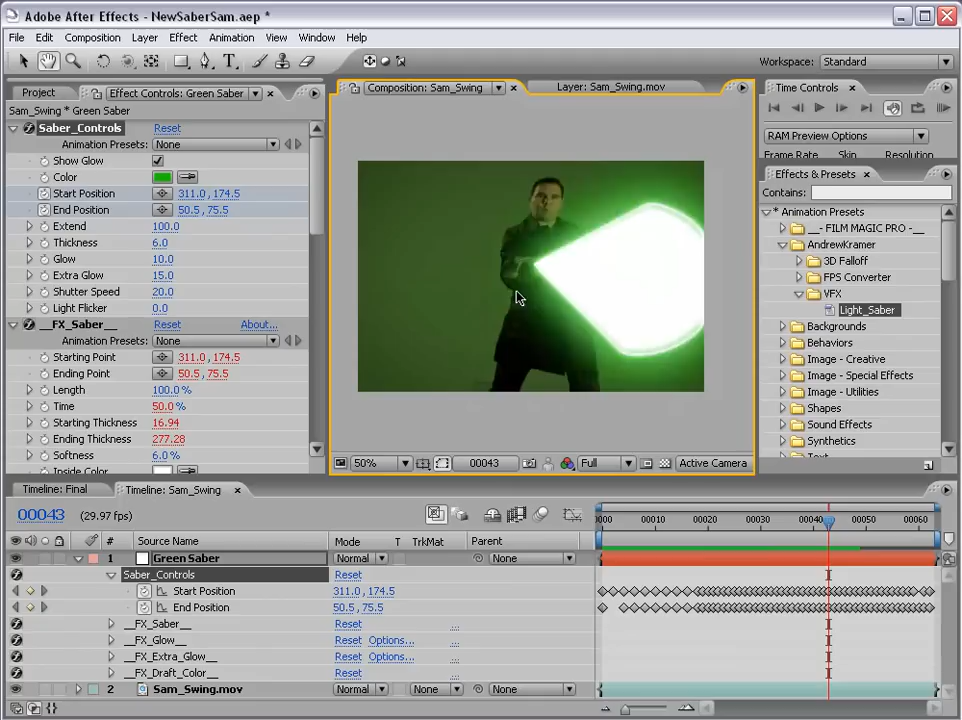 Adobe After Effects - NewSaberSam.aep *
File Edit Composition Layer Effect Animation View Window Help
Workspace: Standard
Project Effect Controls: Green Saber
Sam_Swing * Green Saber
Saber_Controls Reset
Animation Presets: None
Show Glow
Color
Start Position 311.0, 174.5
End Position 50.5, 75.5
Extend 100.0
Thickness 6.0
Glow 10.0
Extra Glow 15.0
Shutter Speed 20.0
Light Flicker 0.0
__FX_Saber__ Reset About...
Animation Presets: None
Starting Point 311.0, 174.5
Ending Point 50.5, 75.5
Length 100.0 %
Time 50.0 %
Starting Thickness 16.94
Ending Thickness 277.28
Softness 6.0 %
Inside Color
Composition: Sam_Swing Layer: Sam_Swing.mov
50% 00043 Full Active Camera
Time Controls
RAM Preview Options
Frame Rate Skip Resolution
Effects & Presets
Contains:
* Animation Presets
__- FILM MAGIC PRO -__
AndrewKramer
3D Falloff
FPS Converter
VFX
Light_Saber
Backgrounds
Behaviors
Image - Creative
Image - Special Effects
Image - Utilities
Shapes
Sound Effects
Synthetics
Text
Timeline: Final Timeline: Sam_Swing
00043 (29.97 fps)
0000 00010 00020 00030 00040 00050 00060
# Source Name Mode T TrkMat Parent
1 Green Saber Normal None
Saber_Controls Reset
Start Position 311.0, 174.5
End Position 50.5, 75.5
__FX_Saber__ Reset ...
__FX_Glow__ Reset Options... ...
__FX_Extra_Glow__ Reset Options... ...
__FX_Draft_Color__ Reset ...
2 Sam_Swing.mov Normal None None